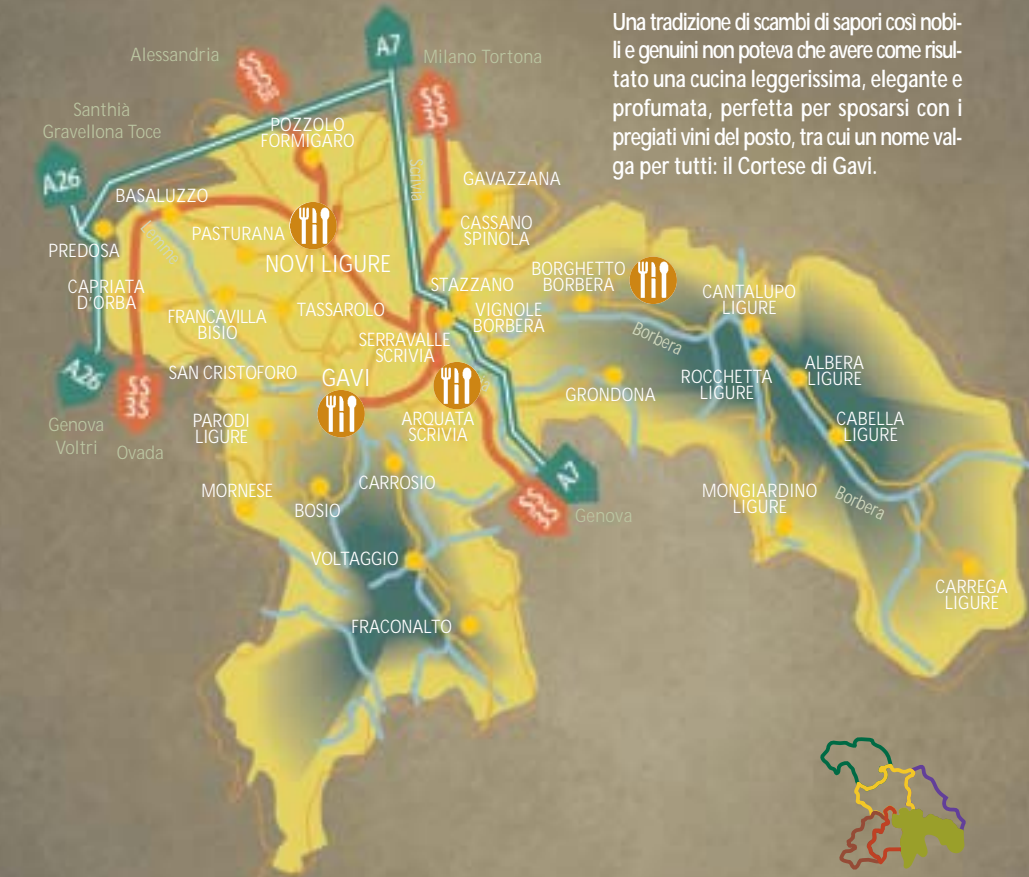 Una tradizione di scambi di sapori così nobi-
li e genuini non poteva che avere come risul-
tato una cucina leggerissima, elegante e
profumata, perfetta per sposarsi con i
pregiati vini del posto, tra cui un nome val-
ga per tutti: il Cortese di Gavi.
A7
Alessandria
Milano Tortona
SS
35
Santhià
Gravellona Toce
POZZOLO
FORMIGARO
Scrivia
A26
GAVAZZANA
BASALUZZO
PASTURANA
CASSANO
SPINOLA
PREDOSA
NOVI LIGURE
STAZZANO
BORGHETTO
BORBERA
CAPRIATA
D'ORBA
CANTALUPO
LIGURE
FRANCAVILLA
BISIO
TASSAROLO
VIGNOLE
BORBERA
SERRAVALLE
SCRIVIA
Borbera
A26
SS
35
SAN CRISTOFORO
GAVI
ROCCHETTA
LIGURE
ALBERA
LIGURE
GRONDONA
Genova
Voltri
Ovada
PARODI
LIGURE
ARQUATA
SCRIVIA
CABELLA
LIGURE
CARROSIO
A7
MORNESE
BOSIO
MONGIARDINO
LIGURE
Borbera
SS
35
Genova
VOLTAGGIO
CARREGA
LIGURE
FRACONALTO